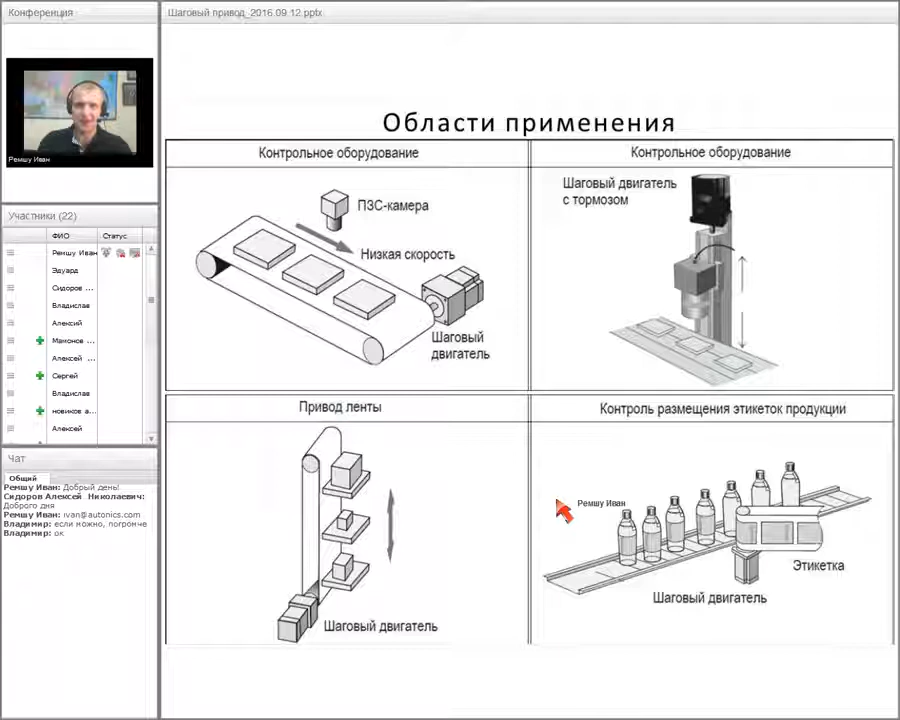 Конференция
Ремшу Иван
Участники (22)
ФИО Статус
Ремшу Иван
Эдуард
Сидоров ...
Владислав
Алексий
Мамонов ...
Алексей ...
Сергей
Владислав
новиков а...
Алексей
Чат
Общий
Ремшу Иван: Добрый день!
Сидоров Алексей Николаевич:
Доброго дня
Ремшу Иван: ivan@autonics.com
Владимир: если можно, погромче
Владимир: ок
Шаговый привод_2016.09 12.pptx
Области применения
Контрольное оборудование
ПЗС-камера
Низкая скорость
Шаговый
двигатель
Контрольное оборудование
Шаговый двигатель
с тормозом
Привод ленты
Шаговый двигатель
Контроль размещения этикеток продукции
Ремшу Иван
Этикетка
Шаговый двигатель